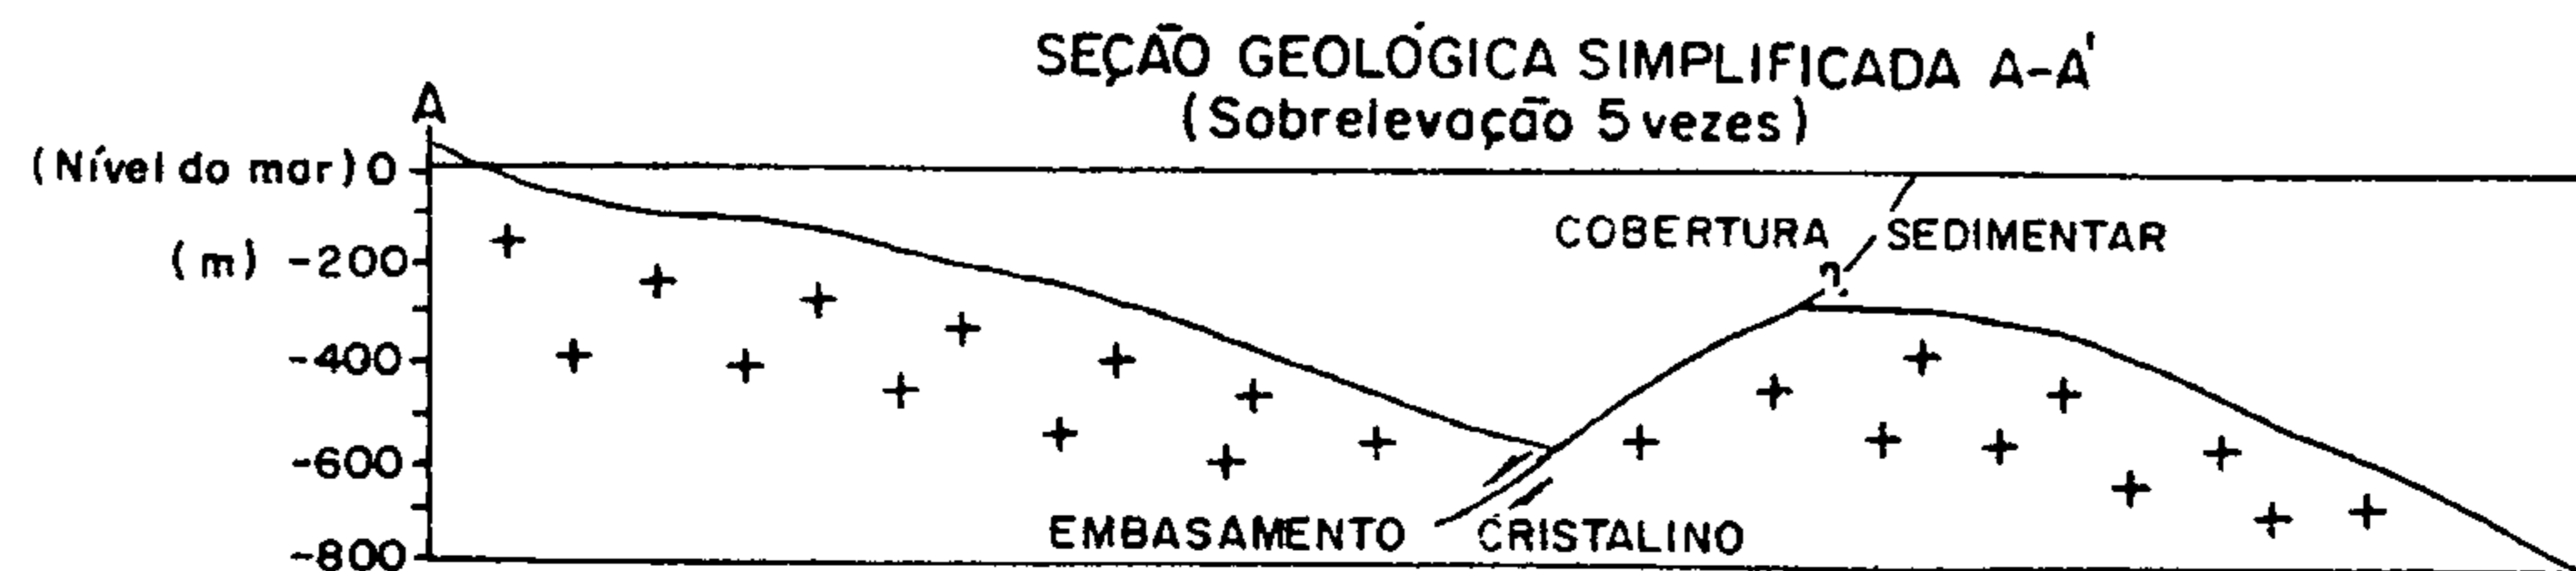 SEÇÃO GEOLÓGICA SIMPLIFICADA A-A'
(Sobrelevação 5 vezes)
A
(Nível do mar) 0
(m) -200
-400
-600
-800
COBERTURA SEDIMENTAR
?
EMBASAMENTO CRISTALINO